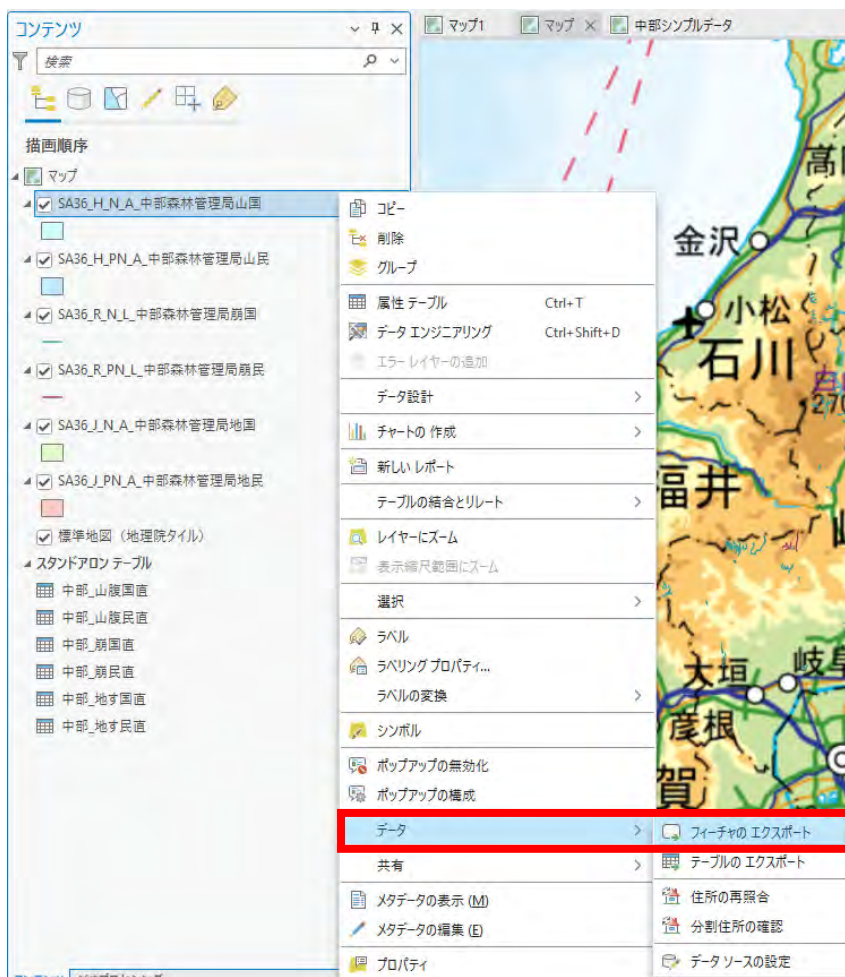 コンテンツ
マップ1
マップ
中部シンプルデータ
検索
描画順序
マップ
SA36_H_N_A_中部森林管理局山国
SA36_H_PN_A_中部森林管理局山民
SA36_R_N_L_中部森林管理局崩国
SA36_R_PN_L_中部森林管理局崩民
SA36_J_N_A_中部森林管理局地国
SA36_J_PN_A_中部森林管理局地民
標準地図（地理院タイル）
スタンドアロン テーブル
中部_山腹国直
中部_山腹民直
中部_崩国直
中部_崩民直
中部_地す国直
中部_地す民直
コピー
削除
グループ
属性 テーブル Ctrl+T
データ エンジニアリング Ctrl+Shift+D
エラー レイヤーの追加
データ設計
チャートの 作成
新しい レポート
テーブルの結合とリレート
レイヤーにズーム
表示縮尺範囲にズーム
選択
ラベル
ラベリング プロパティ...
ラベルの変換
シンボル
ポップアップの無効化
ポップアップの構成
データ
共有
メタデータの表示 (M)
メタデータの編集 (E)
プロパティ
フィーチャの エクスポート
テーブルの エクスポート
住所の再照合
分割住所の確認
データ ソースの設定
高
金沢
小松
石川
白
270
福井
大垣
岐阜
彦根
賀